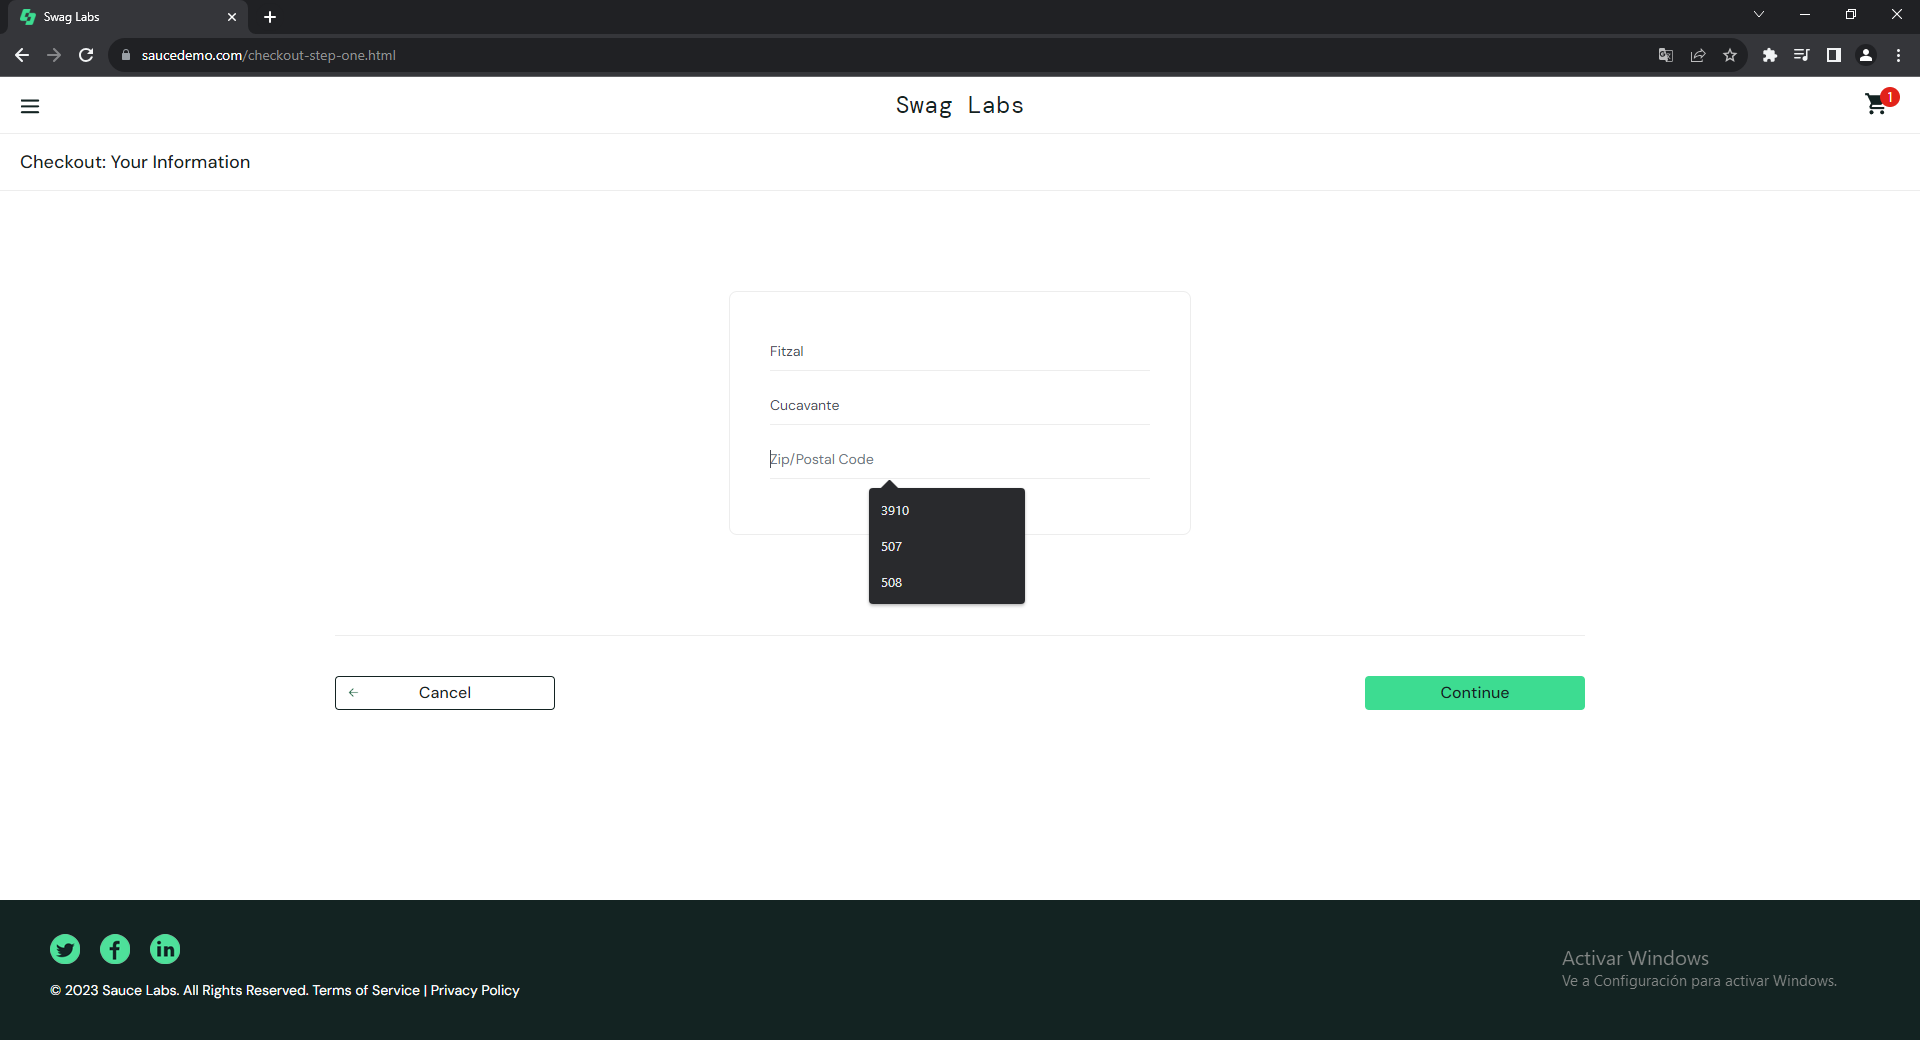 Swag Labs
saucedemo.com/checkout-step-one.html
Swag Labs
1
Checkout: Your Information
Fitzal
Cucavante
Zip/Postal Code
3910
507
508
Cancel
Continue
© 2023 Sauce Labs. All Rights Reserved. Terms of Service | Privacy Policy
Activar Windows
Ve a Configuración para activar Windows.